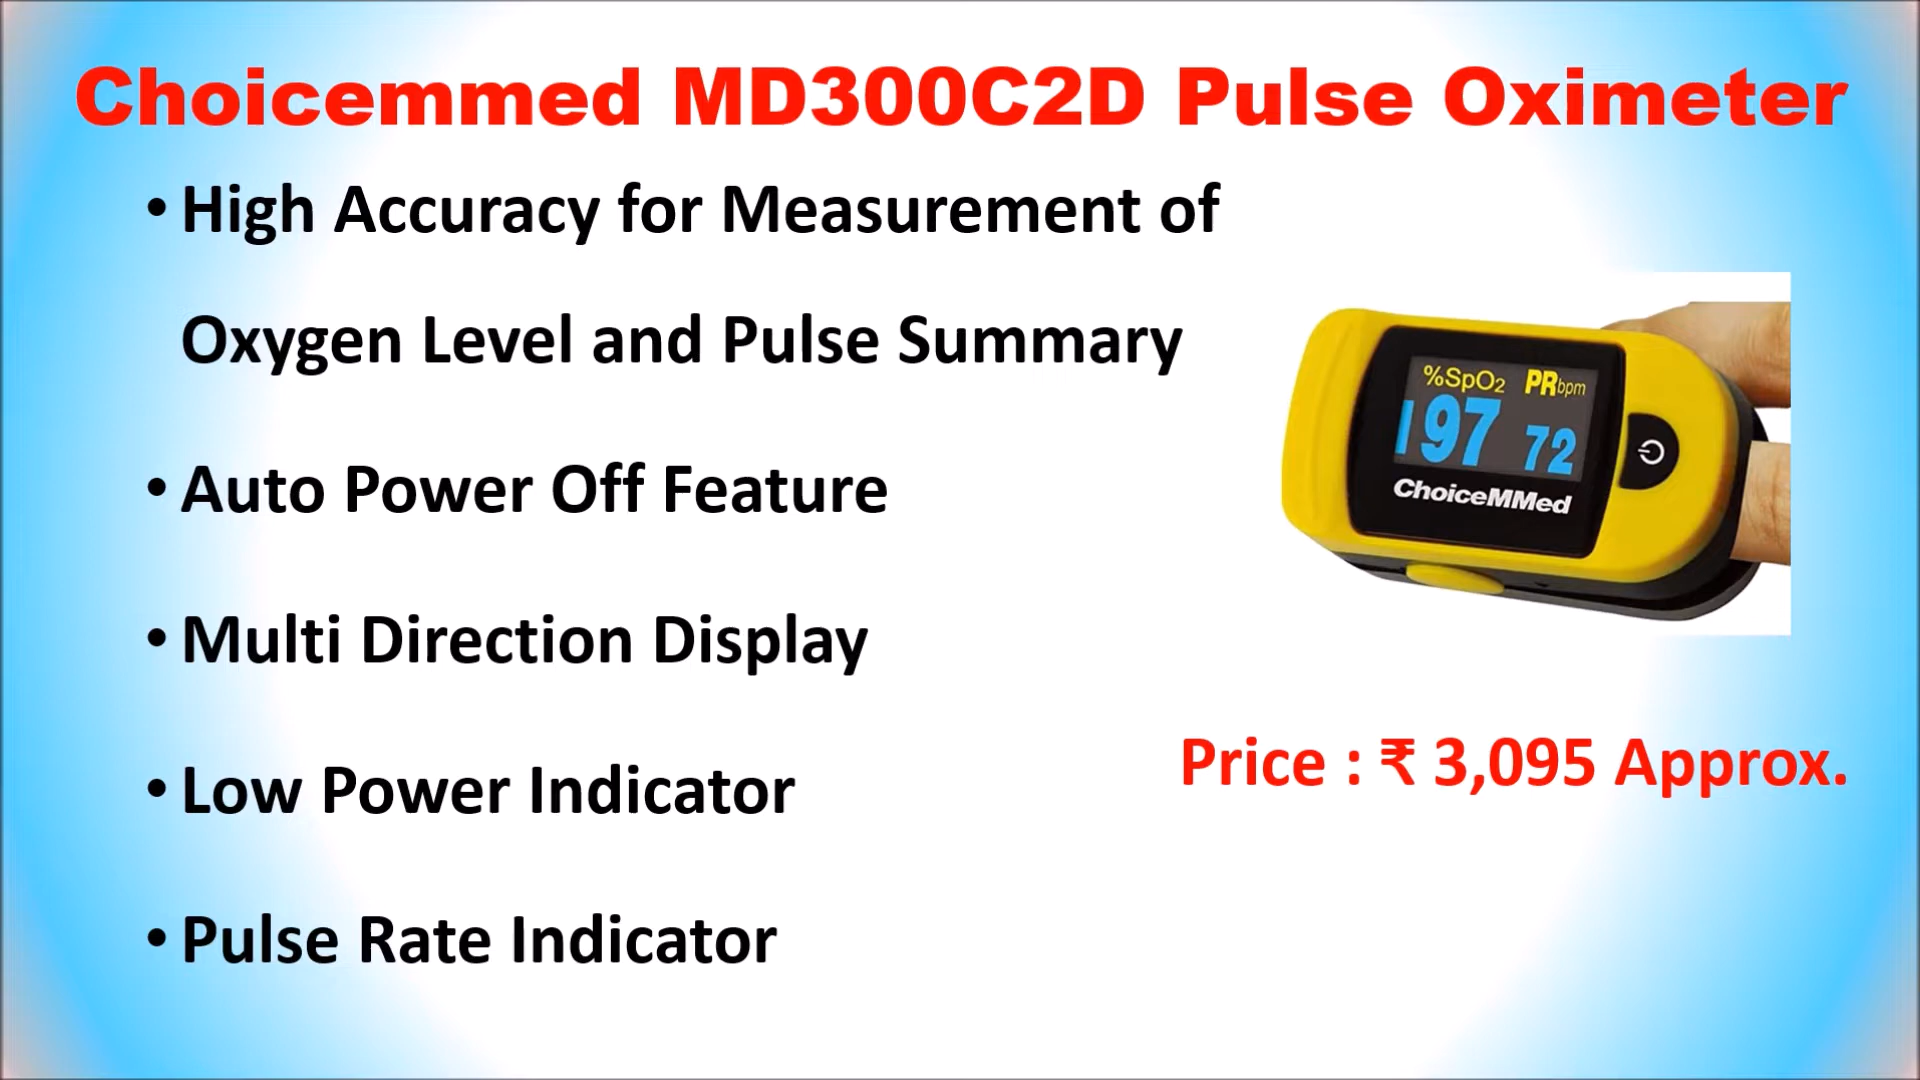 Choicemmed MD300C2D Pulse Oximeter
• High Accuracy for Measurement of
Oxygen Level and Pulse Summary
• Auto Power Off Feature
• Multi Direction Display
• Low Power Indicator
• Pulse Rate Indicator
%SpO2 PRbpm
97 72
ChoiceMMed
Price : ₹ 3,095 Approx.